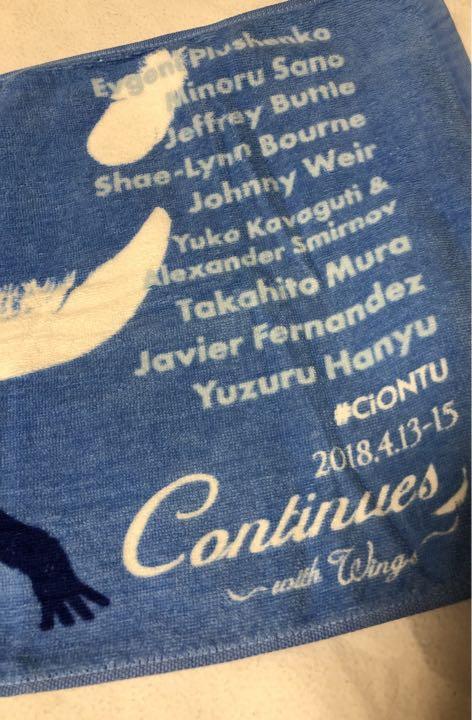 Evgeni Plushenko
Minoru Sano
Jeffrey Buttle
Shae-Lynn Bourne
Johnny Weir
Yuko Kavaguti &
Alexander Smirnov
Takahito Mura
Javier Fernandez
Yuzuru Hanyu
#CiONTU
2018.4.13-15
Continues
~with Wings~